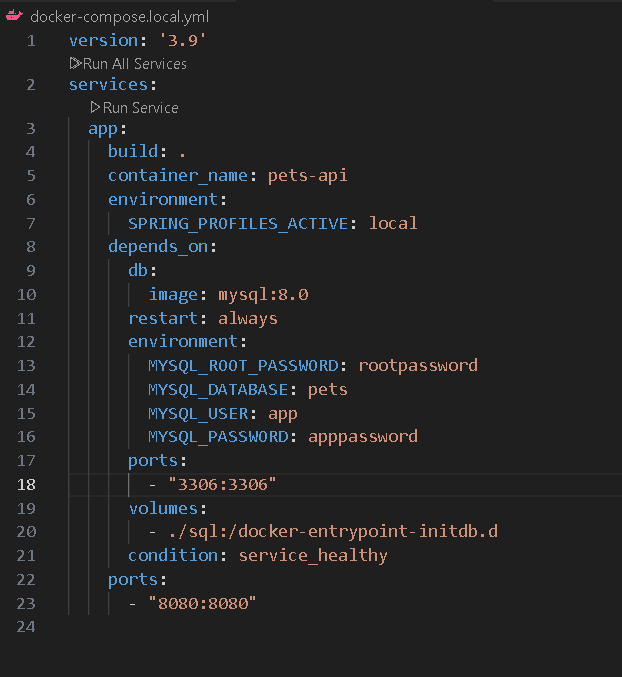 docker-compose.local.yml
1 version: '3.9'
Run All Services
2 services:
Run Service
3 app:
4 build: .
5 container_name: pets-api
6 environment:
7 SPRING_PROFILES_ACTIVE: local
8 depends_on:
9 db:
10 image: mysql:8.0
11 restart: always
12 environment:
13 MYSQL_ROOT_PASSWORD: rootpassword
14 MYSQL_DATABASE: pets
15 MYSQL_USER: app
16 MYSQL_PASSWORD: apppassword
17 ports:
18 - "3306:3306"
19 volumes:
20 - ./sql:/docker-entrypoint-initdb.d
21 condition: service_healthy
22 ports:
23 - "8080:8080"
24